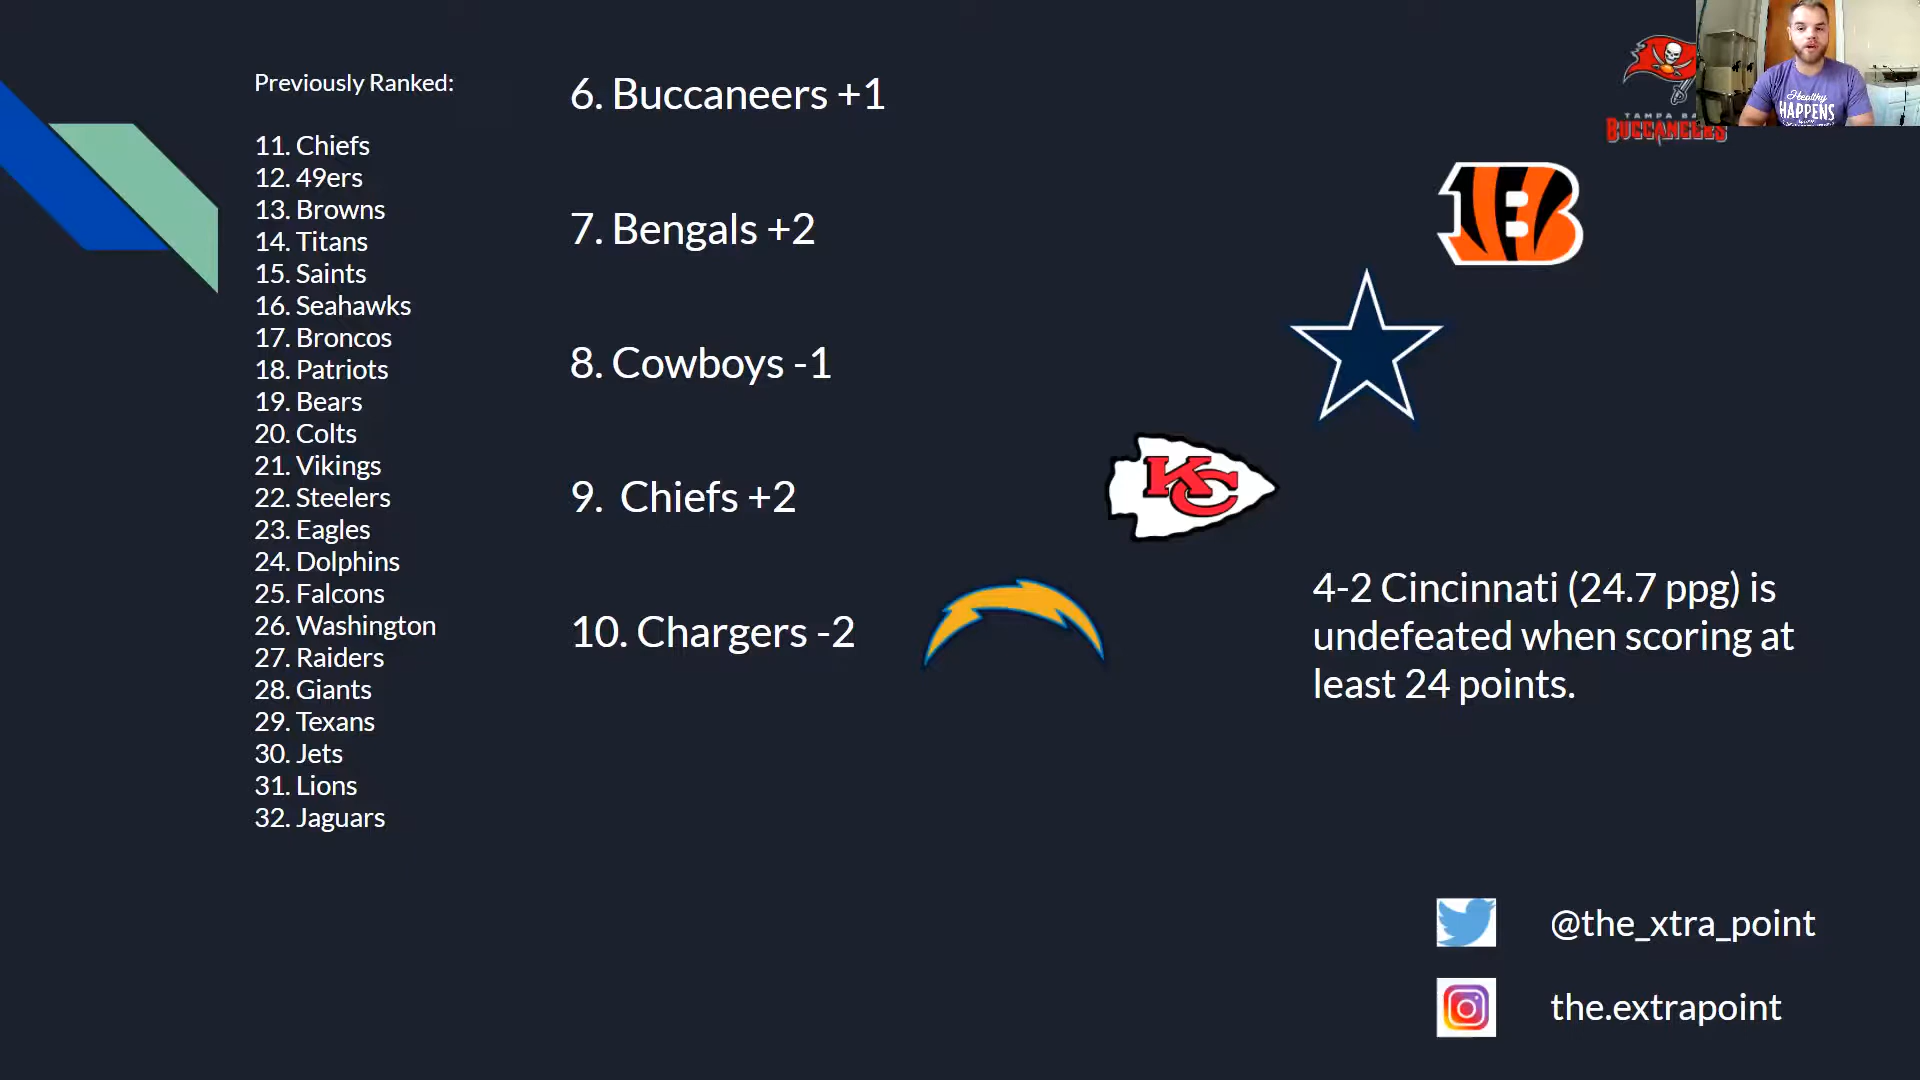 Previously Ranked:
11. Chiefs
12. 49ers
13. Browns
14. Titans
15. Saints
16. Seahawks
17. Broncos
18. Patriots
19. Bears
20. Colts
21. Vikings
22. Steelers
23. Eagles
24. Dolphins
25. Falcons
26. Washington
27. Raiders
28. Giants
29. Texans
30. Jets
31. Lions
32. Jaguars
6. Buccaneers +1
7. Bengals +2
8. Cowboys -1
9. Chiefs +2
10. Chargers -2
TAMPA BA
BUCCANEERS
Healthy
HAPPENS
B
KC
4-2 Cincinnati (24.7 ppg) is
undefeated when scoring at
least 24 points.
@the_xtra_point
the.extrapoint